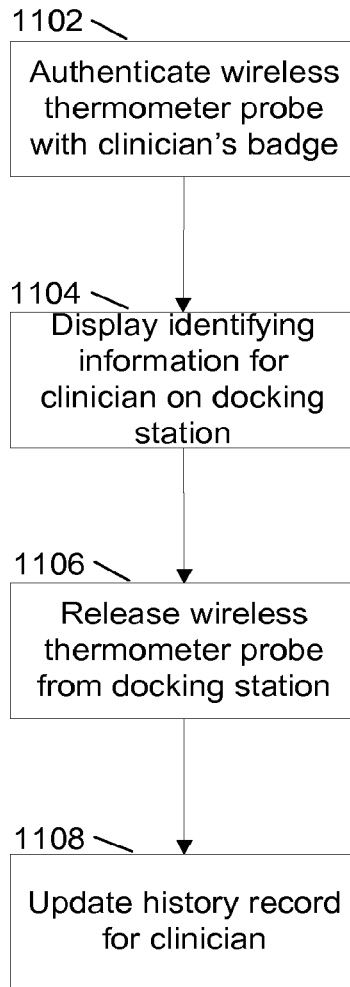 1102
Authenticate wireless
thermometer probe
with clinician's badge
1104
Display identifying
information for
clinician on docking
station
1106
Release wireless
thermometer probe
from docking station
1108
Update history record
for clinician